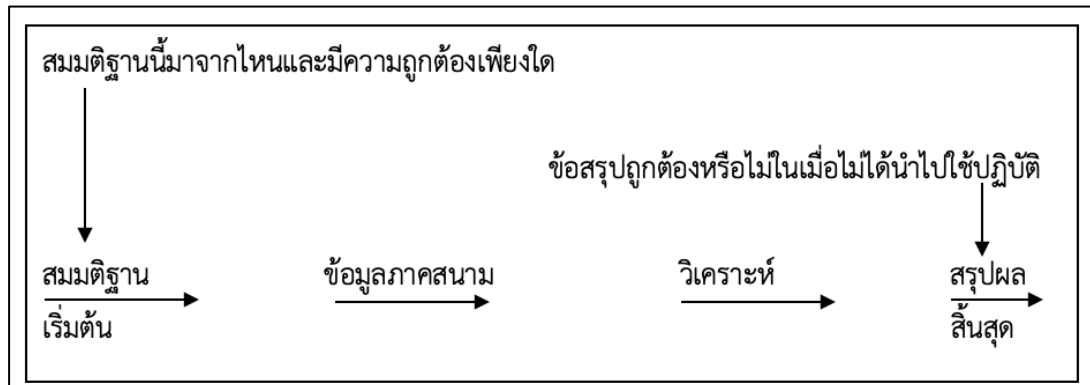 สมมติฐานนี้มาจากไหนและมีความถูกต้องเพียงใด
ข้อสรุปถูกต้องหรือไม่ในเมื่อไม่ได้นำไปใช้ปฏิบัติ
สมมติฐาน ข้อมูลภาคสนาม วิเคราะห์ สรุปผล
เริ่มต้น สิ้นสุด